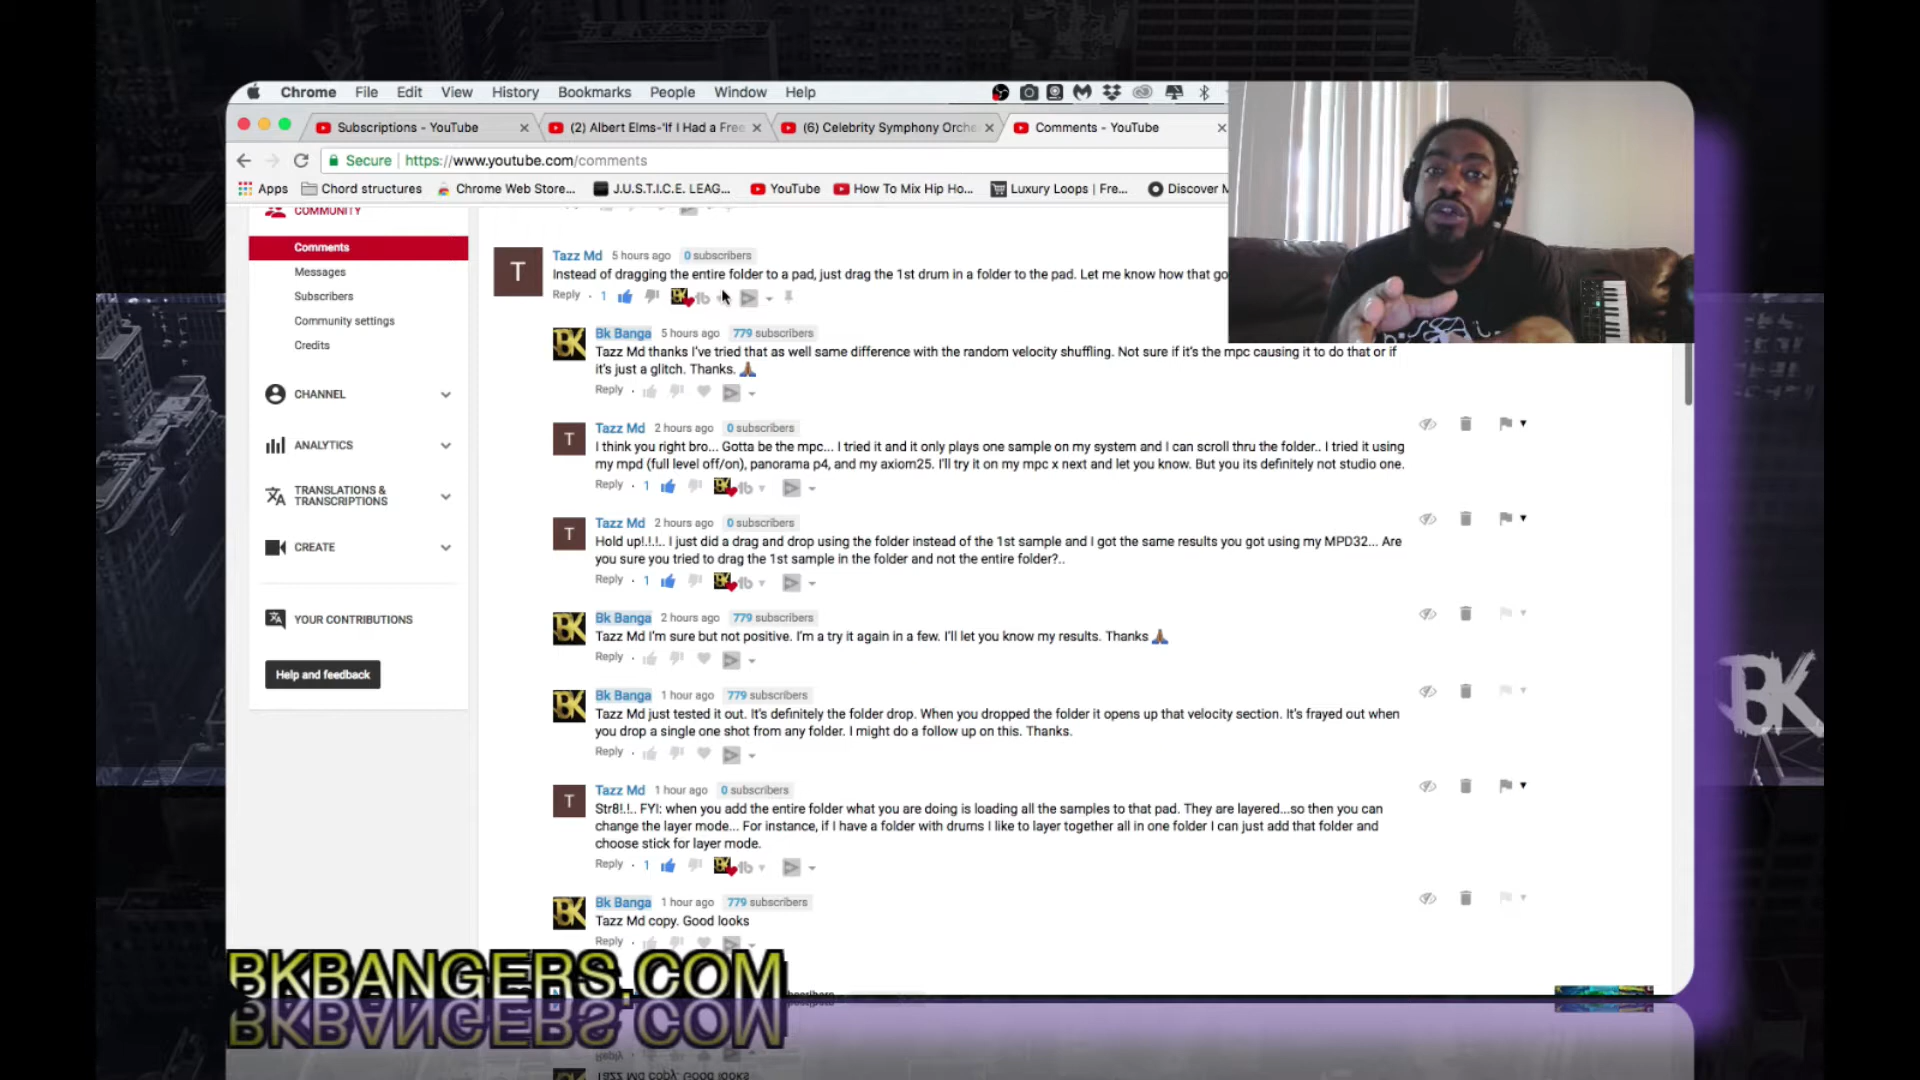 Chrome File Edit View History Bookmarks People Window Help
Subscriptions - YouTube
(2) Albert Elms-'If I Had a Free
(6) Celebrity Symphony Orche
Comments - YouTube
Secure https://www.youtube.com/comments
Apps Chord structures Chrome Web Store... J.U.S.T.I.C.E. LEAG... YouTube How To Mix Hip Ho... Luxury Loops | Fre... Discover M
COMMUNITY
Comments
Messages
Subscribers
Community settings
Credits
CHANNEL
ANALYTICS
TRANSLATIONS &
TRANSCRIPTIONS
CREATE
YOUR CONTRIBUTIONS
Help and feedback
T
Tazz Md 5 hours ago 0 subscribers
Instead of dragging the entire folder to a pad, just drag the 1st drum in a folder to the pad. Let me know how that go
Reply · 1
BK
Bk Banga 5 hours ago 779 subscribers
Tazz Md thanks I've tried that as well same difference with the random velocity shuffling. Not sure if it's the mpc causing it to do that or if
it's just a glitch. Thanks. 🙏🏾
Reply ·
T
Tazz Md 2 hours ago 0 subscribers
I think you right bro... Gotta be the mpc... I tried it and it only plays one sample on my system and I can scroll thru the folder.. I tried it using
my mpd (full level off/on), panorama p4, and my axiom25. I'll try it on my mpc x next and let you know. But you its definitely not studio one.
Reply · 1
T
Tazz Md 2 hours ago 0 subscribers
Hold up!.!.!.. I just did a drag and drop using the folder instead of the 1st sample and I got the same results you got using my MPD32... Are
you sure you tried to drag the 1st sample in the folder and not the entire folder?..
Reply · 1
BK
Bk Banga 2 hours ago 779 subscribers
Tazz Md I'm sure but not positive. I'm a try it again in a few. I'll let you know my results. Thanks 🙏🏾
Reply ·
BK
Bk Banga 1 hour ago 779 subscribers
Tazz Md just tested it out. It's definitely the folder drop. When you dropped the folder it opens up that velocity section. It's frayed out when
you drop a single one shot from any folder. I might do a follow up on this. Thanks.
Reply ·
T
Tazz Md 1 hour ago 0 subscribers
Str8!.!.. FYI: when you add the entire folder what you are doing is loading all the samples to that pad. They are layered...so then you can
change the layer mode... For instance, if I have a folder with drums I like to layer together all in one folder I can just add that folder and
choose stick for layer mode.
Reply · 1
BK
Bk Banga 1 hour ago 779 subscribers
Tazz Md copy. Good looks
Reply ·
BK
BKBANGERS.COM